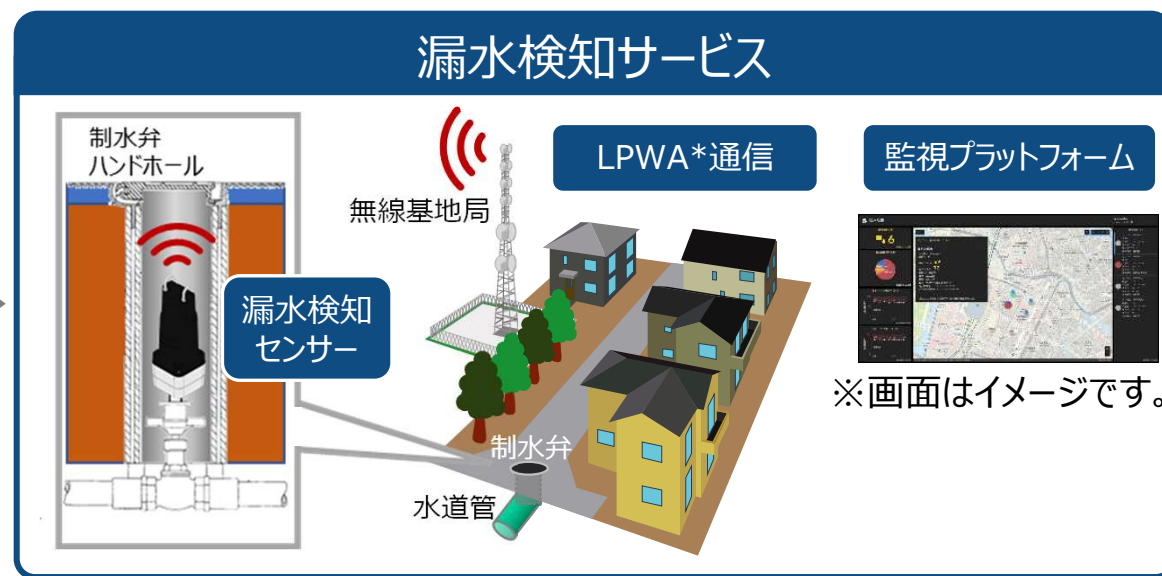 漏水検知サービス
制水弁
ハンドホール
漏水検知
センサー
無線基地局
LPWA*通信
監視プラットフォーム
6
※画面はイメージです。
制水弁
水道管